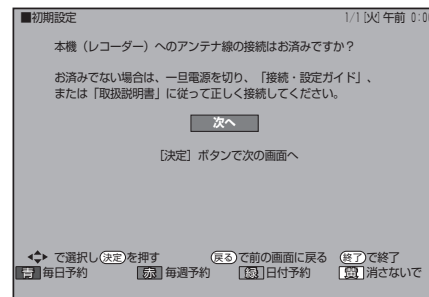 ■初期設定 1/1[火]午前 0:0
本機（レコーダー）へのアンテナ線の接続はお済みですか？
お済みでない場合は、一旦電源を切り、「接続・設定ガイド」、
または「取扱説明書」に従って正しく接続してください。
次へ
［決定］ボタンで次の画面へ
で選択し 決定 を押す 戻る で前の画面に戻る 終了 で終了
青 毎日予約 赤 毎週予約 緑 日付予約 黄 消さないで